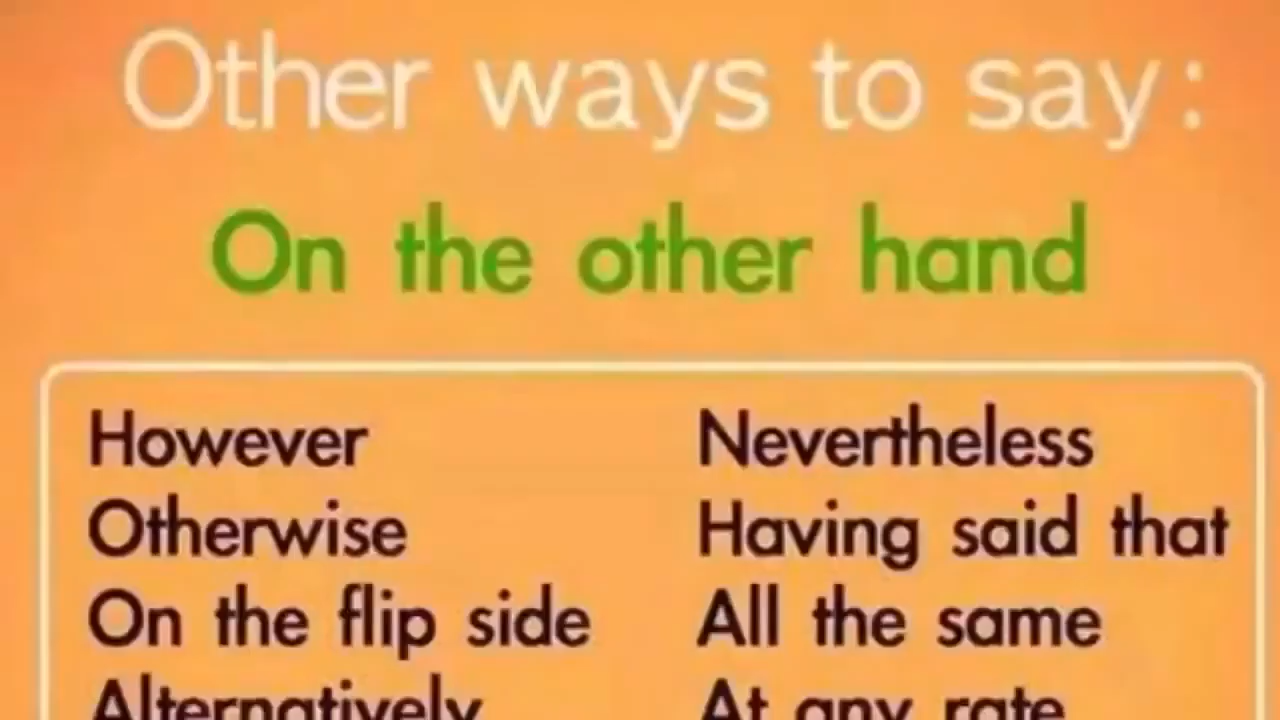 Other ways to say:
On the other hand
However
Otherwise
On the flip side
Alternatively
Nevertheless
Having said that
All the same
At any rate